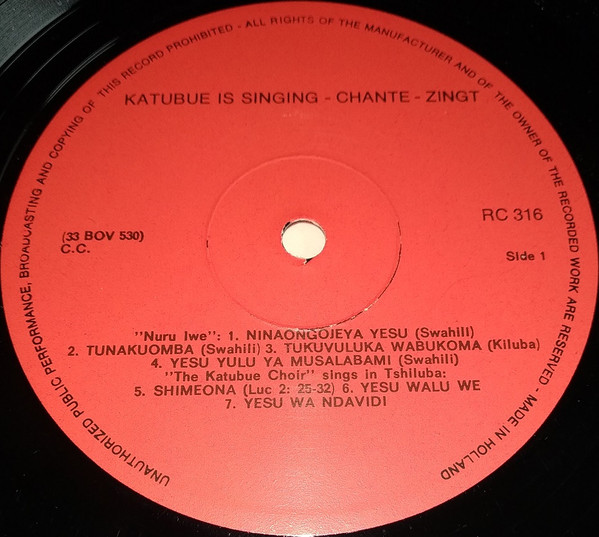 UNAUTHORIZED PUBLIC PERFORMANCE, BROADCASTING AND COPYING OF THIS RECORD PROHIBITED - ALL RIGHTS OF THE MANUFACTURER AND OF THE OWNER OF THE RECORDED WORK ARE RESERVED - MADE IN HOLLAND
KATUBUE IS SINGING - CHANTE - ZINGT
RC 316
(33 BOV 530)
C.C.
Side 1
"Nuru Iwe": 1. NINAONGOJEYA YESU (Swahili)
2. TUNAKUOMBA (Swahili) 3. TUKUVULUKA WABUKOMA (Kiluba)
4. YESU YULU YA MUSALABAMI (Swahili)
"The Katubue Choir" sings in Tshiluba:
5. SHIMEONA (Luc 2: 25-32) 6. YESU WALU WE
7. YESU WA NDAVIDI